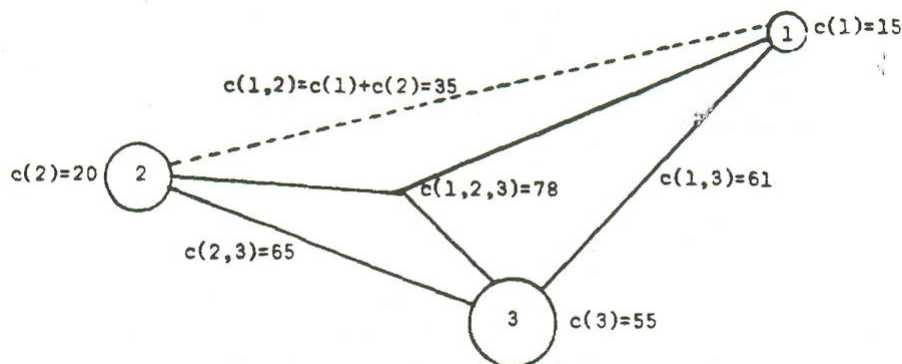 1 c(1)=15
c(1,2)=c(1)+c(2)=35
c(2)=20 2
c(1,2,3)=78
c(1,3)=61
c(2,3)=65
3 c(3)=55